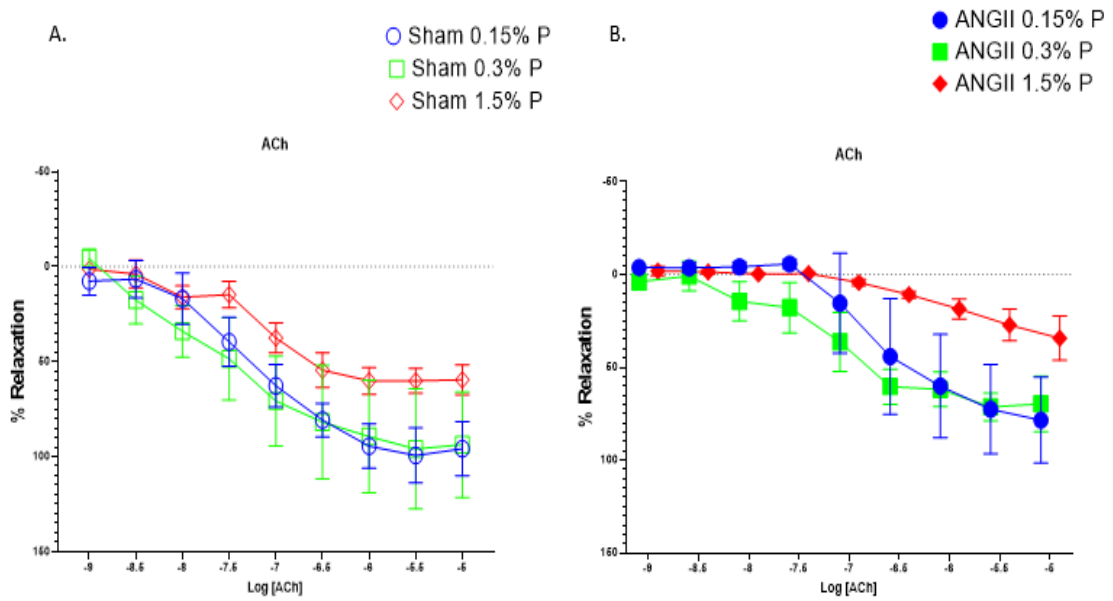 A.
Sham 0.15% P
Sham 0.3% P
Sham 1.5% P
ACh
-50
0
50
100
150
% Relaxation
-9 -8.5 -8 -7.5 -7 -6.5 -6 -5.5 -5
Log [ACh]
B.
ANGII 0.15% P
ANGII 0.3% P
ANGII 1.5% P
ACh
-50
0
50
100
150
% Relaxation
-9 -8.5 -8 -7.5 -7 -6.5 -6 -5.5 -5
Log [ACh]